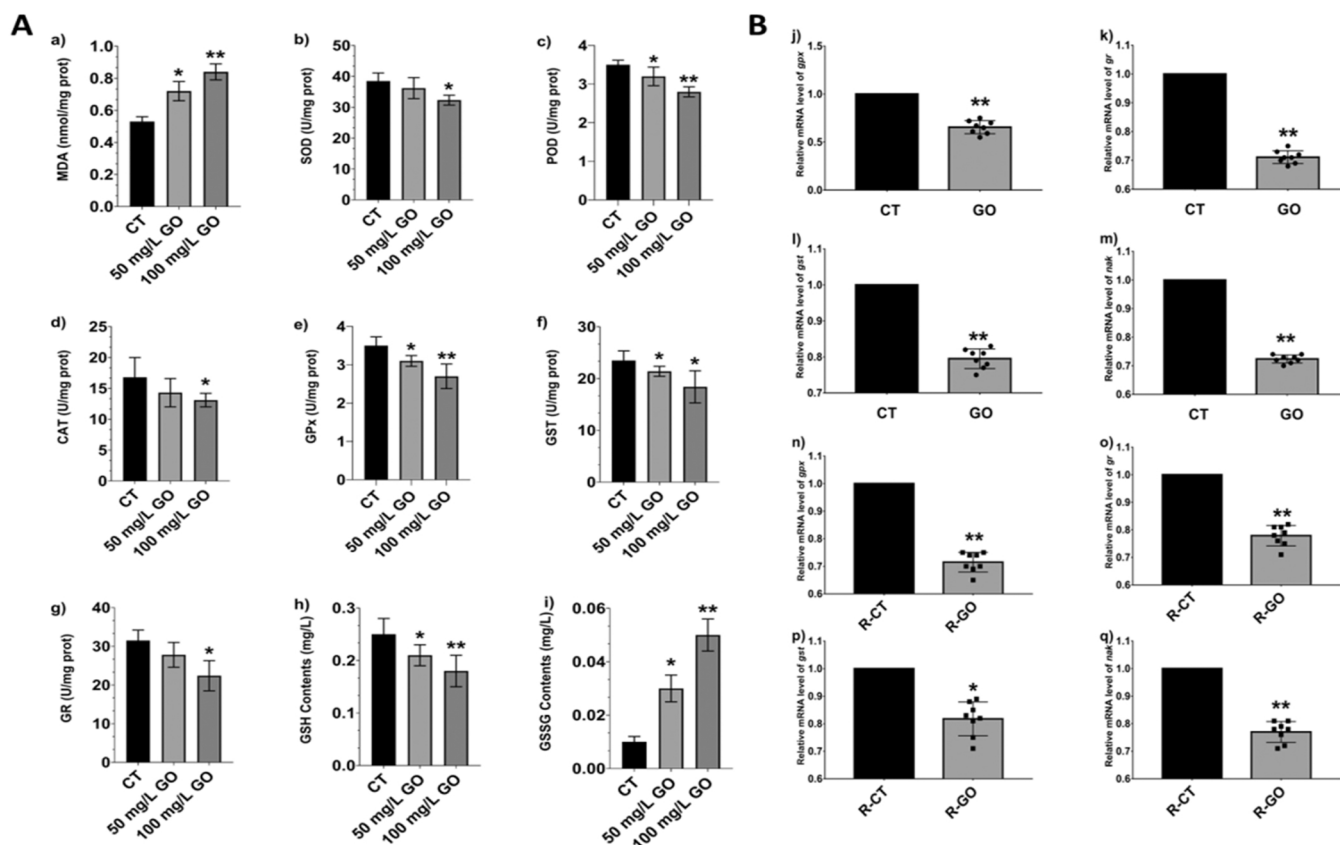 A
B
a)
MDA (nmol/mg prot)
1.0
0.8
0.6
0.4
0.2
0.0
*
**
CT
50 mg/L GO
100 mg/L GO
b)
SOD (U/mg prot)
50
40
30
20
10
0
*
CT
50 mg/L GO
100 mg/L GO
c)
POD (U/mg prot)
4
3
2
1
0
*
**
CT
50 mg/L GO
100 mg/L GO
d)
CAT (U/mg prot)
25
20
15
10
5
0
*
CT
50 mg/L GO
100 mg/L GO
e)
GPx (U/mg prot)
4
3
2
1
0
*
**
CT
50 mg/L GO
100 mg/L GO
f)
GST (U/mg prot)
30
20
10
0
*
*
CT
50 mg/L GO
100 mg/L GO
g)
GR (U/mg prot)
40
30
20
10
0
*
CT
50 mg/L GO
100 mg/L GO
h)
GSH Contents (mg/L)
0.3
0.2
0.1
0.0
*
**
CT
50 mg/L GO
100 mg/L GO
i)
GSSG Contents (mg/L)
0.06
0.04
0.02
0.00
*
**
CT
50 mg/L GO
100 mg/L GO
j)
Relative mRNA level of gpx
1.5
1.0
0.5
0.0
**
CT
GO
k)
Relative mRNA level of gr
1.1
1.0
0.9
0.8
0.7
0.6
**
CT
GO
l)
Relative mRNA level of gst
1.1
1.0
0.9
0.8
0.7
**
CT
GO
m)
Relative mRNA level of nak
1.1
1.0
0.9
0.8
0.7
0.6
**
CT
GO
n)
Relative mRNA level of gpx
1.1
1.0
0.9
0.8
0.7
0.6
**
R-CT
R-GO
o)
Relative mRNA level of gr
1.1
1.0
0.9
0.8
0.7
0.6
**
R-CT
R-GO
p)
Relative mRNA level of gst
1.1
1.0
0.9
0.8
0.7
0.6
*
R-CT
R-GO
q)
Relative mRNA level of nak
1.1
1.0
0.9
0.8
0.7
0.6
**
R-CT
R-GO